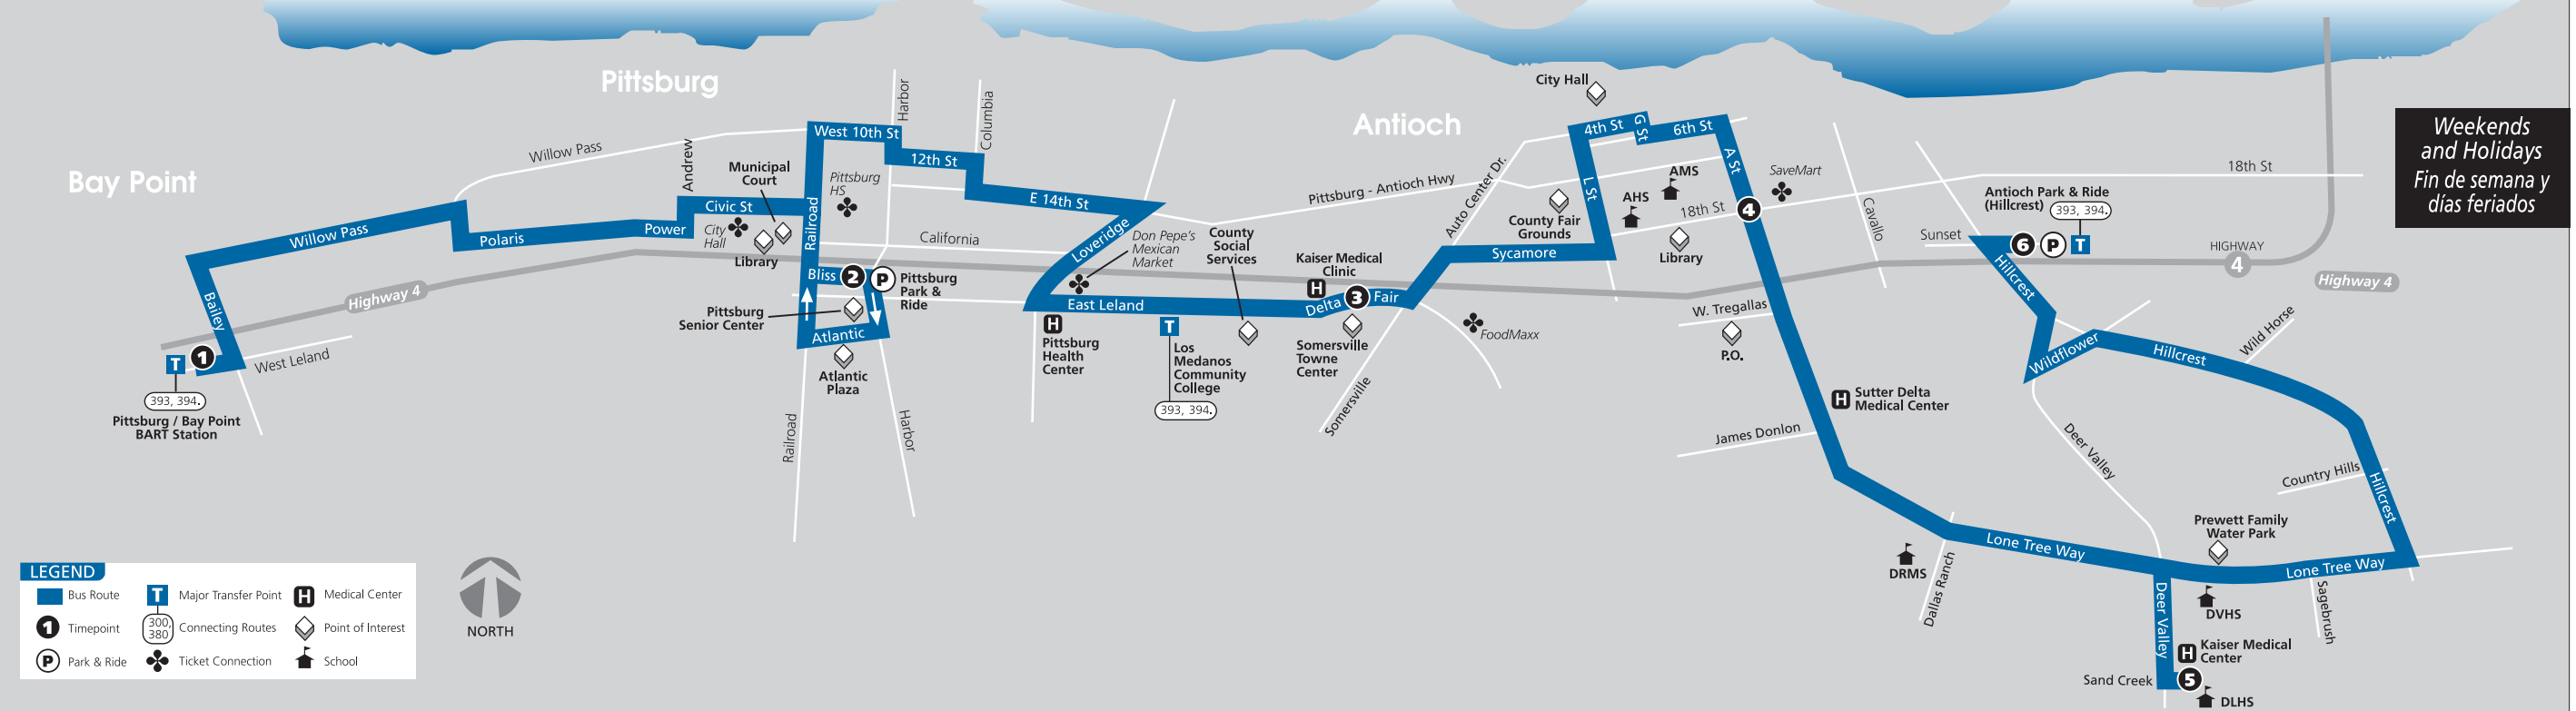 Bay Point
Pittsburg
Antioch
Weekends
and Holidays
Fin de semana y
días feriados
Willow Pass
Willow Pass
Bailey
Highway 4
West Leland
T
1
393, 394.
Pittsburg / Bay Point
BART Station
Polaris
Power
Andrew
Civic St
Municipal
Court
City
Hall
Library
Railroad
West 10th St
Pittsburg
HS
Harbor
12th St
Columbia
E 14th St
California
Bliss
2
P
Pittsburg
Park &
Ride
Pittsburg
Senior Center
Atlantic
Atlantic
Plaza
Railroad
Harbor
Loveridge
Don Pepe's
Mexican
Market
East Leland
H
Pittsburg
Health
Center
T
Los
Medanos
Community
College
393, 394.
County
Social
Services
Kaiser Medical
Clinic
H
Delta
3
Fair
Somersville
Towne
Center
Somersville
FoodMaxx
Pittsburg - Antioch Hwy
Auto Center Dr.
Sycamore
City Hall
4th St
G St
6th St
L St
A St
County Fair
Grounds
AHS
AMS
18th St
Library
SaveMart
4
Cavallo
W. Tregallas
P.O.
H
Sutter Delta
Medical Center
James Donlon
18th St
Antioch Park & Ride
(Hillcrest)
393, 394.
Sunset
6
P
T
HIGHWAY
4
Highway 4
Hillcrest
Wildflower
Hillcrest
Wild Horse
Deer Valley
Country Hills
Hillcrest
Prewett Family
Water Park
DRMS
Dallas Ranch
Lone Tree Way
Lone Tree Way
Sagebrush
DVHS
Deer Valley
H
Kaiser Medical
Center
Sand Creek
5
DLHS
LEGEND
Bus Route
T
Major Transfer Point
H
Medical Center
1
Timepoint
300,
380
Connecting Routes
Point of Interest
P
Park & Ride
Ticket Connection
School
NORTH